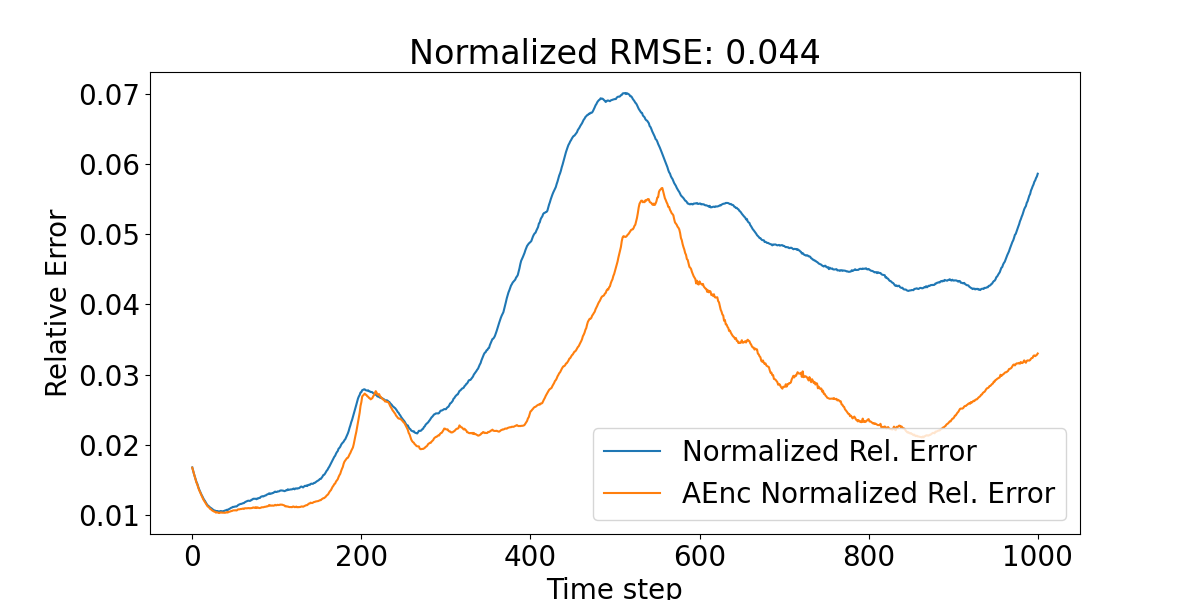 Normalized RMSE: 0.044
0.07
0.06
0.05
0.04
0.03
0.02
0.01
Relative Error
Normalized Rel. Error
AEnc Normalized Rel. Error
0 200 400 600 800 1000
Time step